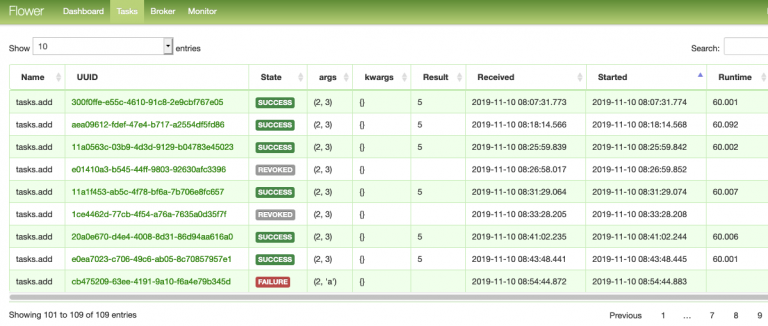 Flower Dashboard Tasks Broker Monitor
Show 10 entries Search:
Name UUID State args kwargs Result Received Started Runtime
tasks.add 300f0ffe-e55c-4610-91c8-2e9cbf767e05 SUCCESS (2, 3) {} 5 2019-11-10 08:07:31.773 2019-11-10 08:07:31.774 60.001
tasks.add aea09612-fdef-47e4-b717-a2554df5fd86 SUCCESS (2, 3) {} 5 2019-11-10 08:18:14.566 2019-11-10 08:18:14.568 60.092
tasks.add 11a0563c-03b9-4d3d-9129-b04783e45023 SUCCESS (2, 3) {} 5 2019-11-10 08:25:59.839 2019-11-10 08:25:59.842 60.002
tasks.add e01410a3-b545-44ff-9803-92630afc3396 REVOKED (2, 3) {} 2019-11-10 08:26:58.017 2019-11-10 08:26:59.852
tasks.add 11a1f453-ab5c-4f78-bf6a-7b706e8fc657 SUCCESS (2, 3) {} 5 2019-11-10 08:31:29.064 2019-11-10 08:31:29.074 60.007
tasks.add 1ce4462d-77cb-4f54-a76a-7635a0d35f7f REVOKED (2, 3) {} 2019-11-10 08:33:28.205 2019-11-10 08:33:28.208
tasks.add 20a0e670-d4e4-4008-8d31-86d94aa616a0 SUCCESS (2, 3) {} 5 2019-11-10 08:41:02.235 2019-11-10 08:41:02.244 60.006
tasks.add e0ea7023-c706-49c6-ab05-8c70857957e1 SUCCESS (2, 3) {} 5 2019-11-10 08:43:48.441 2019-11-10 08:43:48.445 60.001
tasks.add cb475209-63ee-4191-9a10-f6a4e79b345d FAILURE (2, 'a') {} 2019-11-10 08:54:44.872 2019-11-10 08:54:44.883
Showing 101 to 109 of 109 entries Previous 1 ... 7 8 9